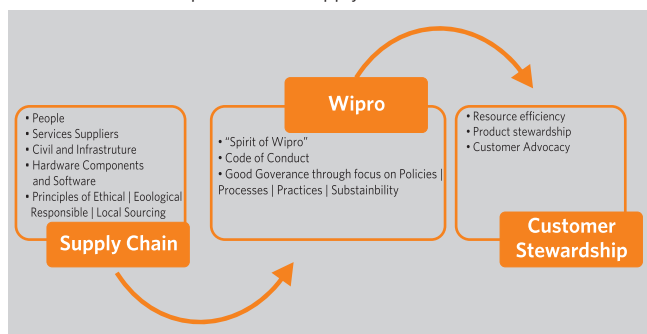 • People
• Services Suppliers
• Civil and Infrastruture
• Hardware Components
and Software
• Principles of Ethical | Eological
Responsible | Local Sourcing
Supply Chain
Wipro
• “Spirit of Wipro”
• Code of Conduct
• Good Goverance through focus on Policies |
Processes | Practices | Substainbility
• Resource efficiency
• Product stewardship
• Customer Advocacy
Customer
Stewardship